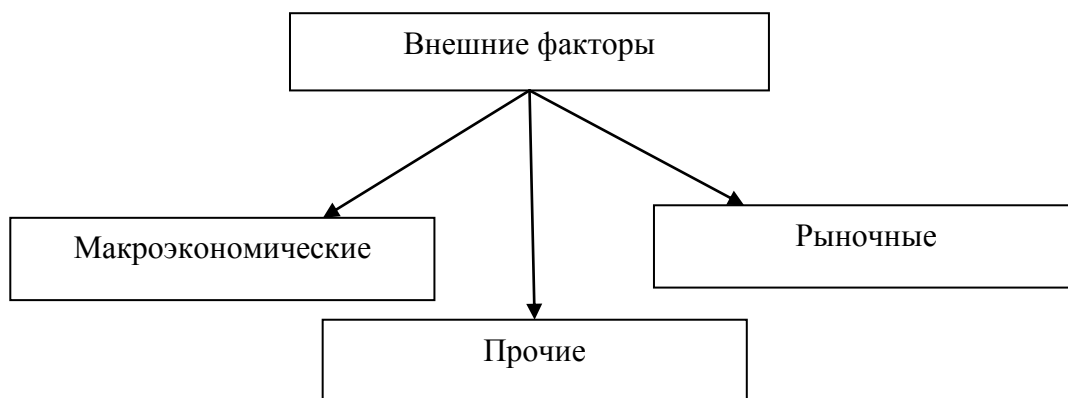 Внешние факторы
Макроэкономические
Рыночные
Прочие